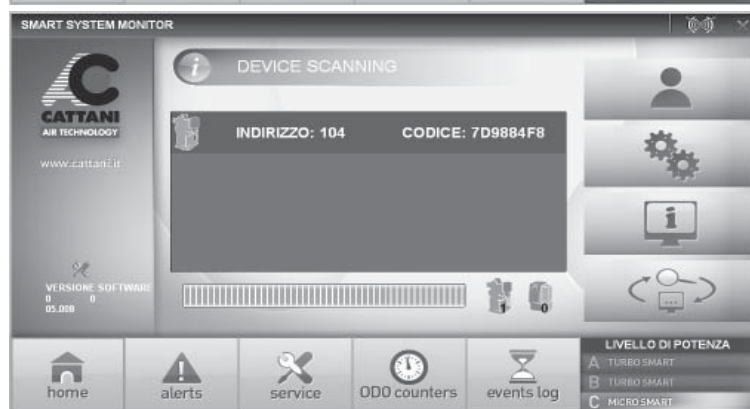 SMART SYSTEM MONITOR
DEVICE SCANNING
CATTANI
AIR TECHNOLOGY
www.cattani.it
INDIRIZZO: 104 CODICE: 7D9884F8
VERSIONE SOFTWARE
0 0
05.000
1 0
LIVELLO DI POTENZA
A TURBO SMART
B TURBO SMART
C MICRO SMART
home alerts service ODO counters events log